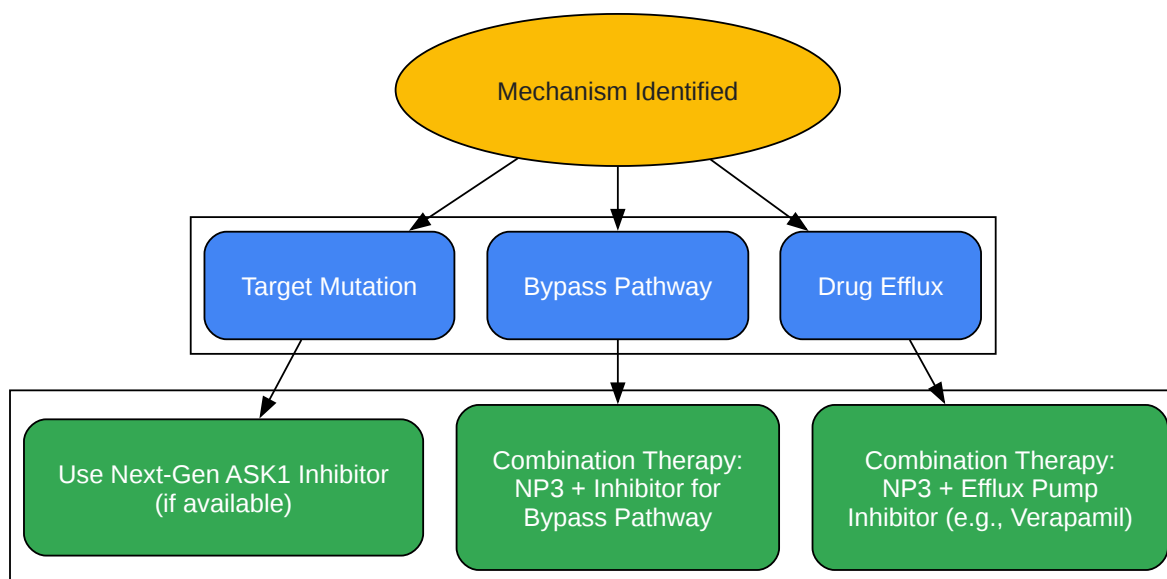 Mechanism Identified
Target Mutation
Bypass Pathway
Drug Efflux
Use Next-Gen ASK1 Inhibitor
(if available)
Combination Therapy:
NP3 + Inhibitor for
Bypass Pathway
Combination Therapy:
NP3 + Efflux Pump
Inhibitor (e.g., Verapamil)